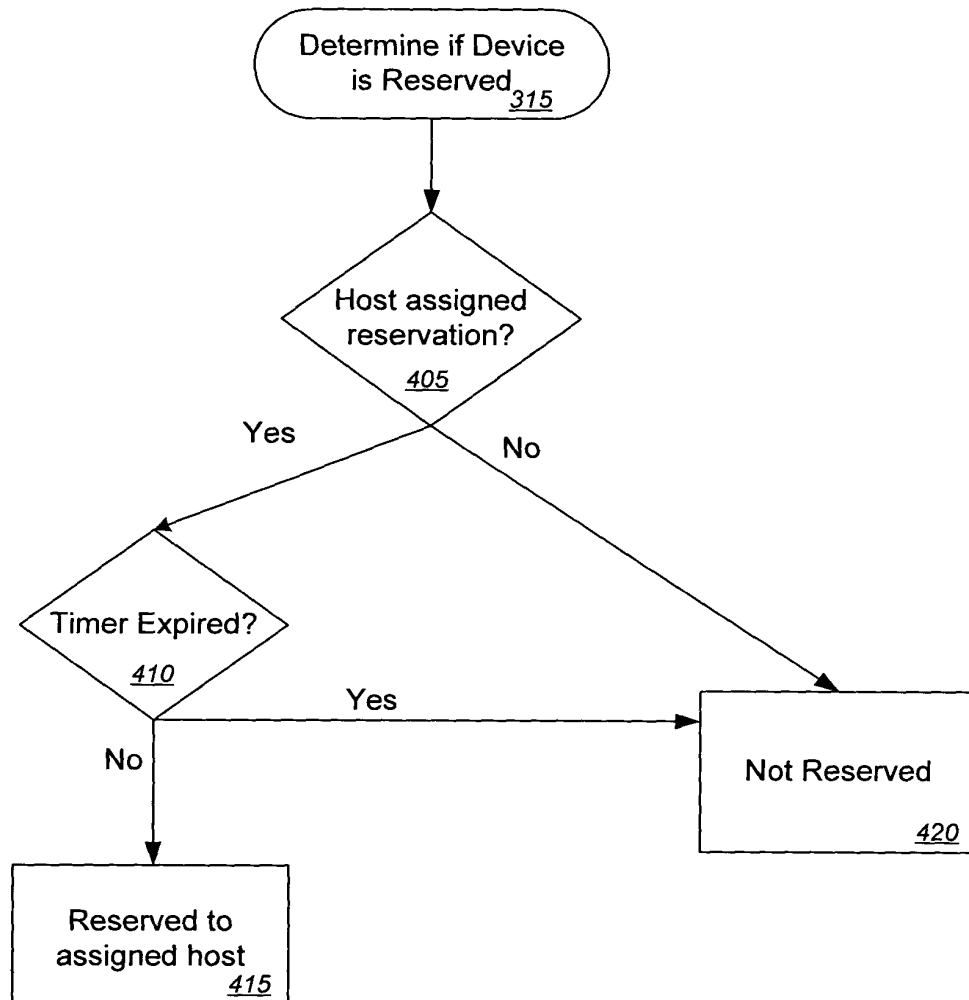 Determine if Device
is Reserved
315
Host assigned
reservation?
405
Yes
No
Timer Expired?
410
Yes
No
Not Reserved
420
Reserved to
assigned host
415